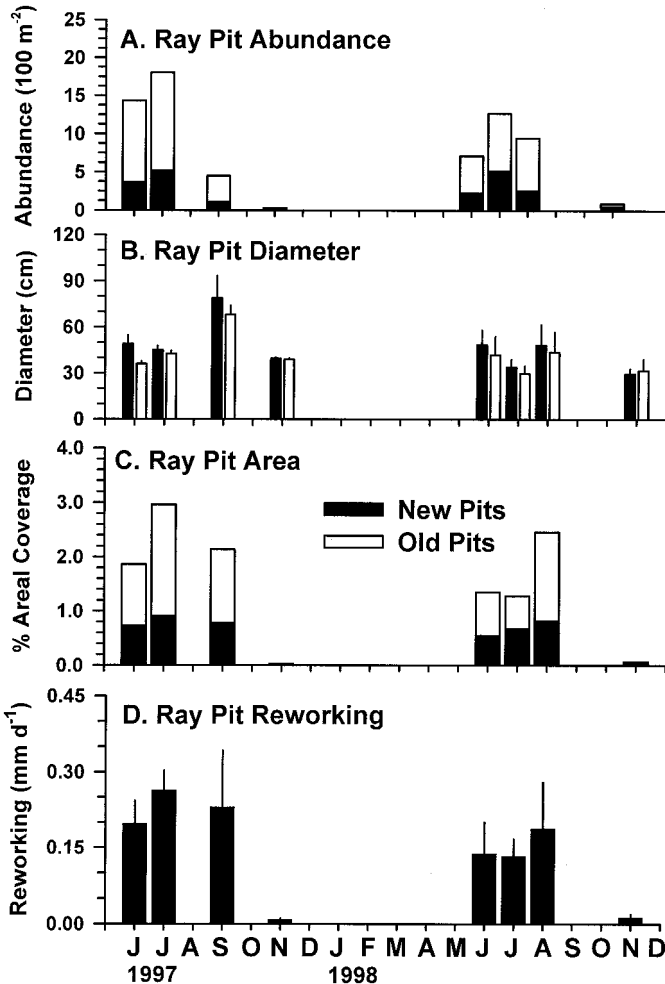 A. Ray Pit Abundance
Abundance (100 m-2)
25
20
15
10
5
0
B. Ray Pit Diameter
Diameter (cm)
120
90
60
30
0
C. Ray Pit Area
% Areal Coverage
4.0
3.0
2.0
1.0
0.0
New Pits
Old Pits
D. Ray Pit Reworking
Reworking (mm d-1)
0.45
0.30
0.15
0.00
J J A S O N D J F M A M J J A S O N D
1997 1998